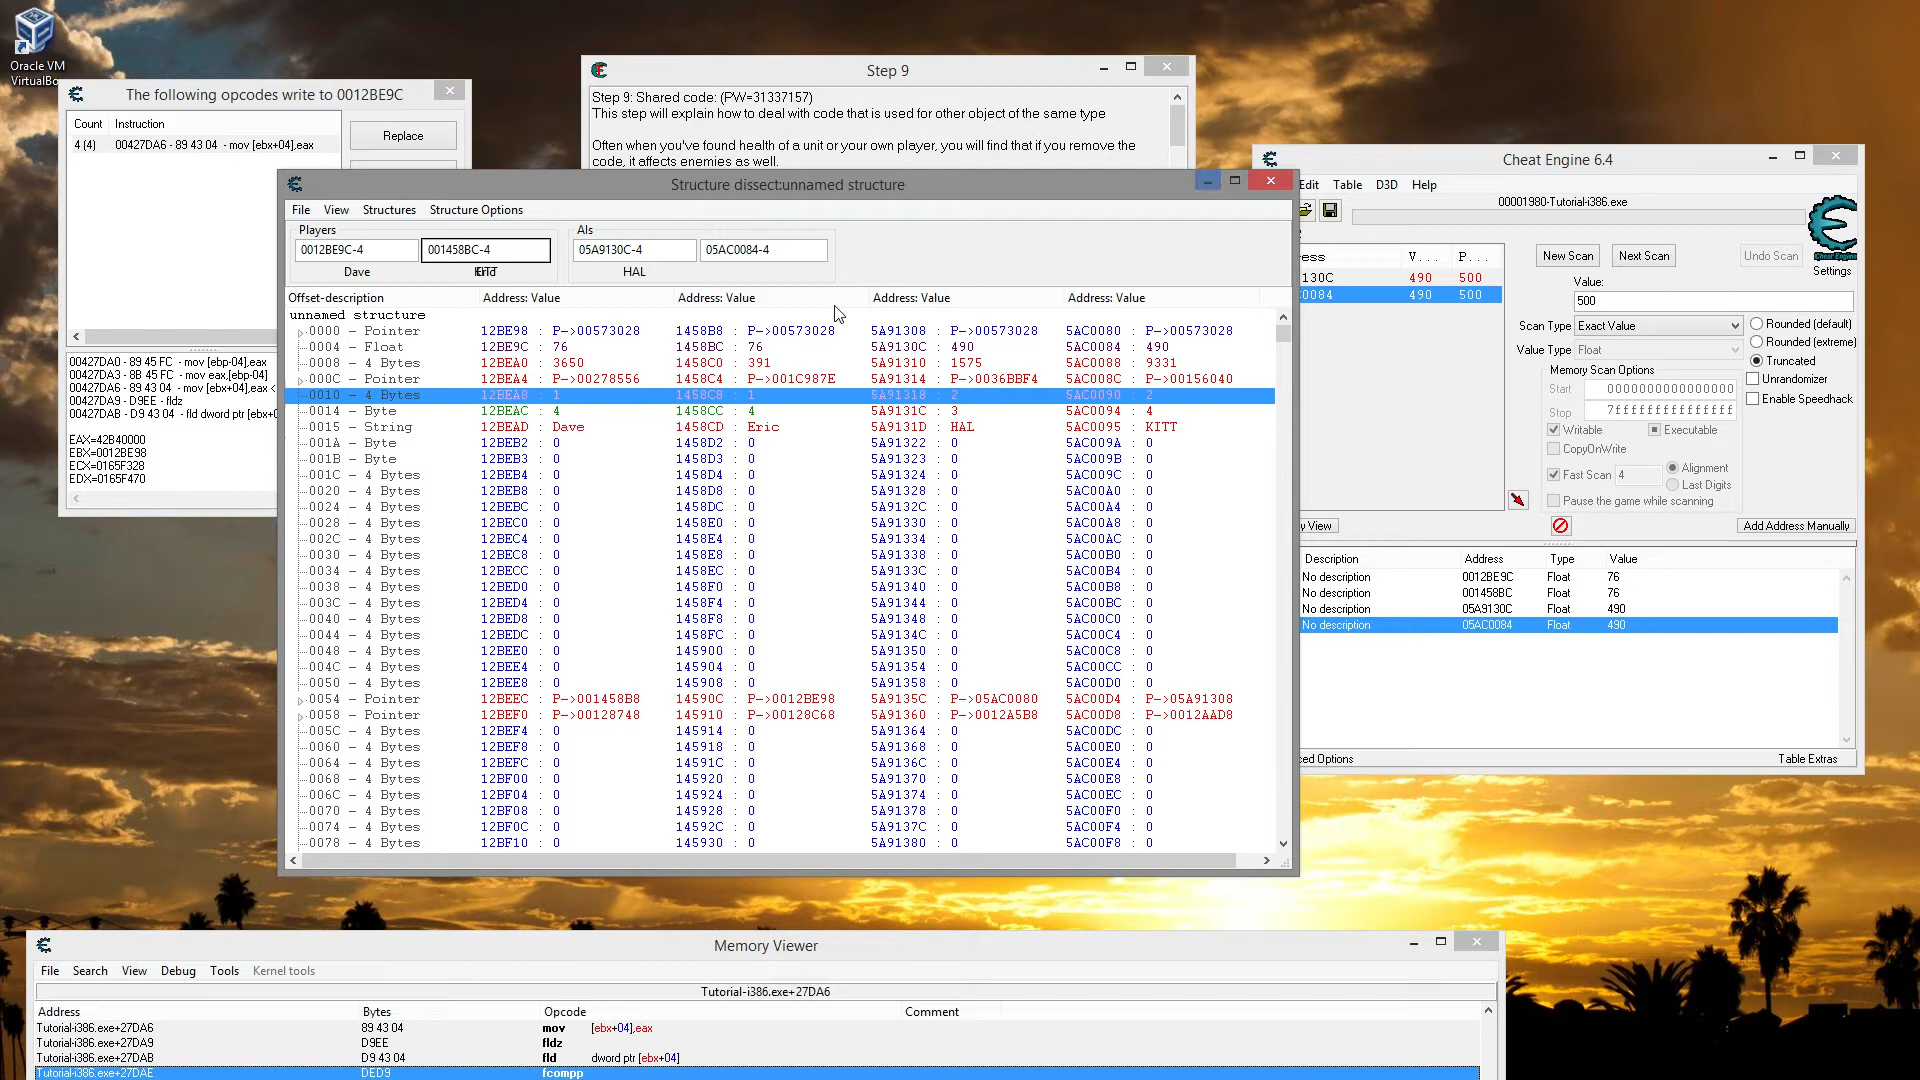 Oracle VM
VirtualBo
The following opcodes write to 0012BE9C
Count Instruction
4 (4) 00427DA6 - 89 43 04 - mov [ebx+04],eax
Replace
00427DA0 - 89 45 FC - mov [ebp-04],eax
00427DA3 - 8B 45 FC - mov eax,[ebp-04]
00427DA6 - 89 43 04 - mov [ebx+04],eax <
00427DA9 - D9EE - fldz
00427DAB - D9 43 04 - fld dword ptr [ebx+0
EAX=42B40000
EBX=0012BE98
ECX=0165F328
EDX=0165F470
Step 9
Step 9: Shared code: (PW=31337157)
This step will explain how to deal with code that is used for other object of the same type
Often when you've found health of a unit or your own player, you will find that if you remove the
code, it affects enemies as well.
Structure dissect:unnamed structure
File View Structures Structure Options
Players AIs
0012BE9C-4 001458BC-4 05A9130C-4 05AC0084-4
Dave HAL
Offset-description Address: Value Address: Value Address: Value Address: Value
unnamed structure
0000 - Pointer 12BE98 : P->00573028 1458B8 : P->00573028 5A91308 : P->00573028 5AC0080 : P->00573028
0004 - Float 12BE9C : 76 1458BC : 76 5A9130C : 490 5AC0084 : 490
0008 - 4 Bytes 12BEA0 : 3650 1458C0 : 391 5A91310 : 1575 5AC0088 : 9331
000C - Pointer 12BEA4 : P->00278556 1458C4 : P->001C987E 5A91314 : P->0036BBF4 5AC008C : P->00156040
0010 - 4 Bytes 12BEA8 : 1 1458C8 : 1 5A91318 : 2 5AC0090 : 2
0014 - Byte 12BEAC : 4 1458CC : 4 5A9131C : 3 5AC0094 : 4
0015 - String 12BEAD : Dave 1458CD : Eric 5A9131D : HAL 5AC0095 : KITT
001A - Byte 12BEB2 : 0 1458D2 : 0 5A91322 : 0 5AC009A : 0
001B - Byte 12BEB3 : 0 1458D3 : 0 5A91323 : 0 5AC009B : 0
001C - 4 Bytes 12BEB4 : 0 1458D4 : 0 5A91324 : 0 5AC009C : 0
0020 - 4 Bytes 12BEB8 : 0 1458D8 : 0 5A91328 : 0 5AC00A0 : 0
0024 - 4 Bytes 12BEBC : 0 1458DC : 0 5A9132C : 0 5AC00A4 : 0
0028 - 4 Bytes 12BEC0 : 0 1458E0 : 0 5A91330 : 0 5AC00A8 : 0
002C - 4 Bytes 12BEC4 : 0 1458E4 : 0 5A91334 : 0 5AC00AC : 0
0030 - 4 Bytes 12BEC8 : 0 1458E8 : 0 5A91338 : 0 5AC00B0 : 0
0034 - 4 Bytes 12BECC : 0 1458EC : 0 5A9133C : 0 5AC00B4 : 0
0038 - 4 Bytes 12BED0 : 0 1458F0 : 0 5A91340 : 0 5AC00B8 : 0
003C - 4 Bytes 12BED4 : 0 1458F4 : 0 5A91344 : 0 5AC00BC : 0
0040 - 4 Bytes 12BED8 : 0 1458F8 : 0 5A91348 : 0 5AC00C0 : 0
0044 - 4 Bytes 12BEDC : 0 1458FC : 0 5A9134C : 0 5AC00C4 : 0
0048 - 4 Bytes 12BEE0 : 0 145900 : 0 5A91350 : 0 5AC00C8 : 0
004C - 4 Bytes 12BEE4 : 0 145904 : 0 5A91354 : 0 5AC00CC : 0
0050 - 4 Bytes 12BEE8 : 0 145908 : 0 5A91358 : 0 5AC00D0 : 0
0054 - Pointer 12BEEC : P->001458B8 14590C : P->0012BE98 5A9135C : P->05AC0080 5AC00D4 : P->05A91308
0058 - Pointer 12BEF0 : P->00128748 145910 : P->00128C68 5A91360 : P->0012A5B8 5AC00D8 : P->0012AAD8
005C - 4 Bytes 12BEF4 : 0 145914 : 0 5A91364 : 0 5AC00DC : 0
0060 - 4 Bytes 12BEF8 : 0 145918 : 0 5A91368 : 0 5AC00E0 : 0
0064 - 4 Bytes 12BEFC : 0 14591C : 0 5A9136C : 0 5AC00E4 : 0
0068 - 4 Bytes 12BF00 : 0 145920 : 0 5A91370 : 0 5AC00E8 : 0
006C - 4 Bytes 12BF04 : 0 145924 : 0 5A91374 : 0 5AC00EC : 0
0070 - 4 Bytes 12BF08 : 0 145928 : 0 5A91378 : 0 5AC00F0 : 0
0074 - 4 Bytes 12BF0C : 0 14592C : 0 5A9137C : 0 5AC00F4 : 0
0078 - 4 Bytes 12BF10 : 0 145930 : 0 5A91380 : 0 5AC00F8 : 0
Cheat Engine 6.4
Edit Table D3D Help
00001980-Tutorial-i386.exe
Cheat Engine
Settings
ess V... P...
130C 490 500
0084 490 500
New Scan Next Scan Undo Scan
Value:
500
Scan Type Exact Value
Value Type Float
Rounded (default)
Rounded (extreme)
Truncated
Unrandomizer
Enable Speedhack
Memory Scan Options
Start 0000000000000000
Stop 7fffffffffffffff
Writable Executable
CopyOnWrite
Fast Scan 4 Alignment
Last Digits
Pause the game while scanning
y View Add Address Manually
Description Address Type Value
No description 0012BE9C Float 76
No description 001458BC Float 76
No description 05A9130C Float 490
No description 05AC0084 Float 490
ced Options Table Extras
Memory Viewer
File Search View Debug Tools Kernel tools
Tutorial-i386.exe+27DA6
Address Bytes Opcode Comment
Tutorial-i386.exe+27DA6 89 43 04 mov [ebx+04],eax
Tutorial-i386.exe+27DA9 D9EE fldz
Tutorial-i386.exe+27DAB D9 43 04 fld dword ptr [ebx+04]
Tutorial-i386.exe+27DAE DED9 fcompp